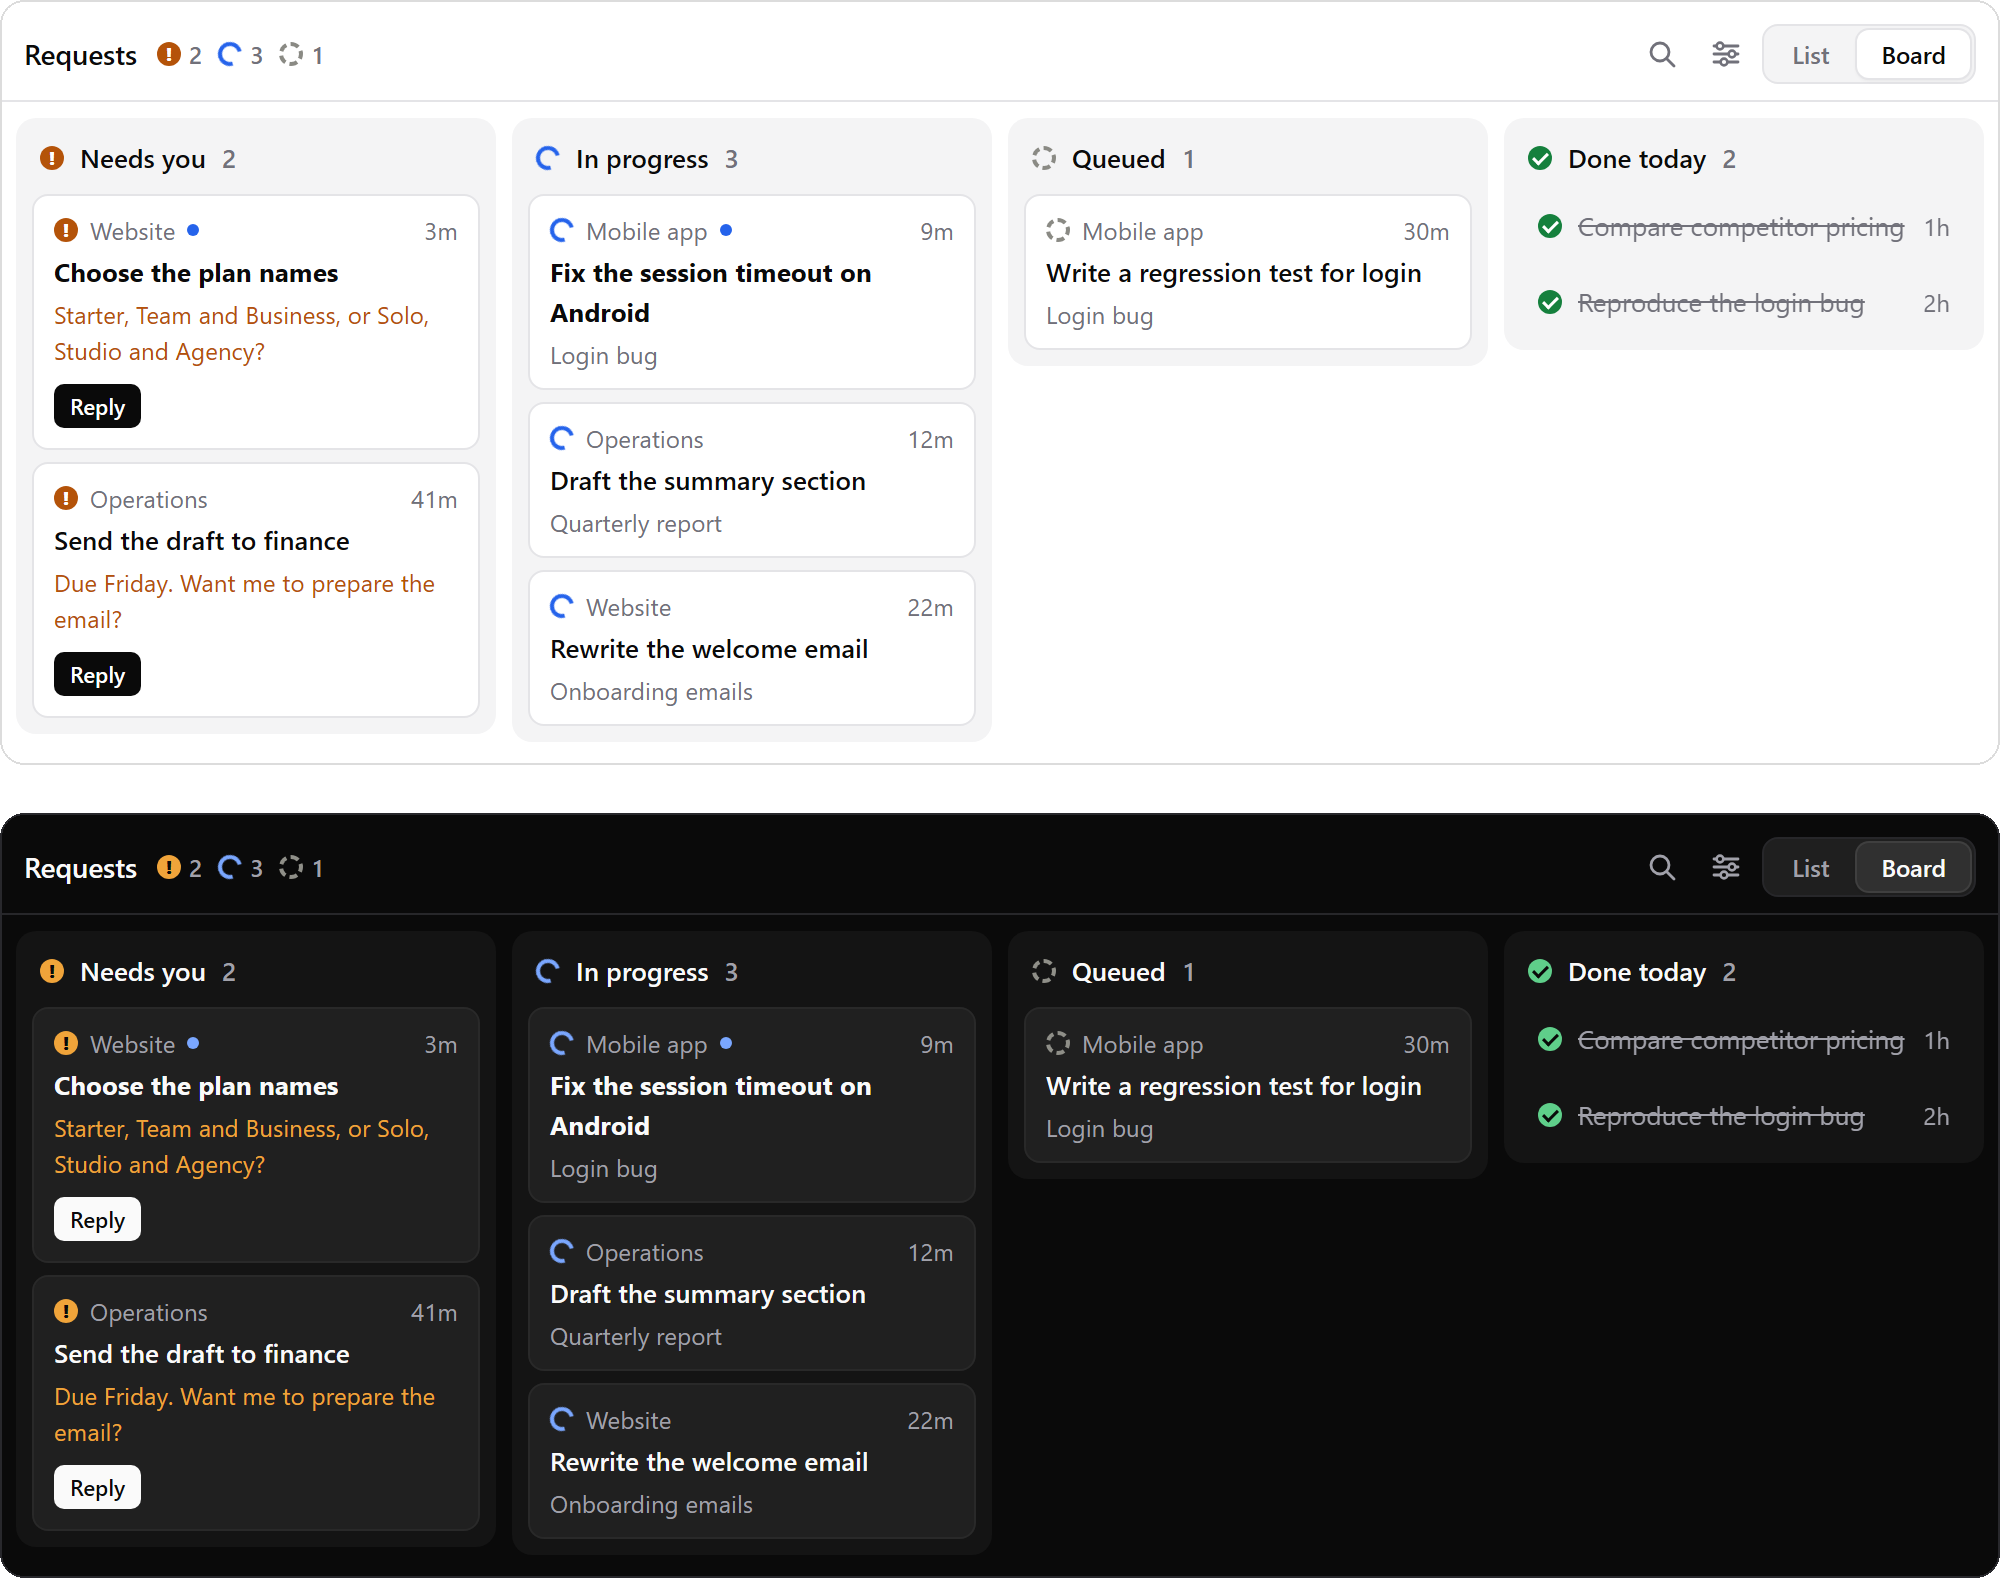 Requests 2 3 1
List Board
Needs you 2
Website 3m
Choose the plan names
Starter, Team and Business, or Solo,
Studio and Agency?
Reply
Operations 41m
Send the draft to finance
Due Friday. Want me to prepare the
email?
Reply
In progress 3
Mobile app 9m
Fix the session timeout on
Android
Login bug
Operations 12m
Draft the summary section
Quarterly report
Website 22m
Rewrite the welcome email
Onboarding emails
Queued 1
Mobile app 30m
Write a regression test for login
Login bug
Done today 2
Compare competitor pricing 1h
Reproduce the login bug 2h
Requests 2 3 1
List Board
Needs you 2
Website 3m
Choose the plan names
Starter, Team and Business, or Solo,
Studio and Agency?
Reply
Operations 41m
Send the draft to finance
Due Friday. Want me to prepare the
email?
Reply
In progress 3
Mobile app 9m
Fix the session timeout on
Android
Login bug
Operations 12m
Draft the summary section
Quarterly report
Website 22m
Rewrite the welcome email
Onboarding emails
Queued 1
Mobile app 30m
Write a regression test for login
Login bug
Done today 2
Compare competitor pricing 1h
Reproduce the login bug 2h